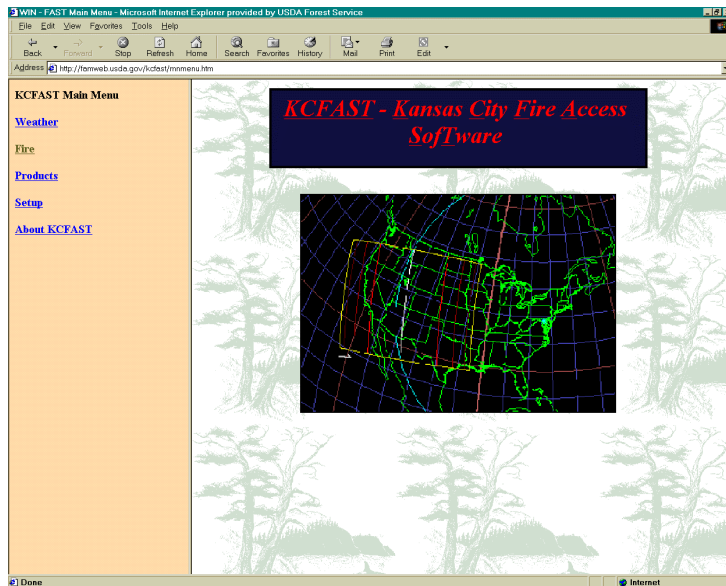 WIN - FAST Main Menu - Microsoft Internet Explorer provided by USDA Forest Service
File Edit View Favorites Tools Help
Back Forward Stop Refresh Home Search Favorites History Mail Print Edit
Address http://famweb.usda.gov/kcfast/mnmenu.htm
KCFAST Main Menu
Weather
Fire
Products
Setup
About KCFAST
KCFAST - Kansas City Fire Access
SofTware
Done Internet